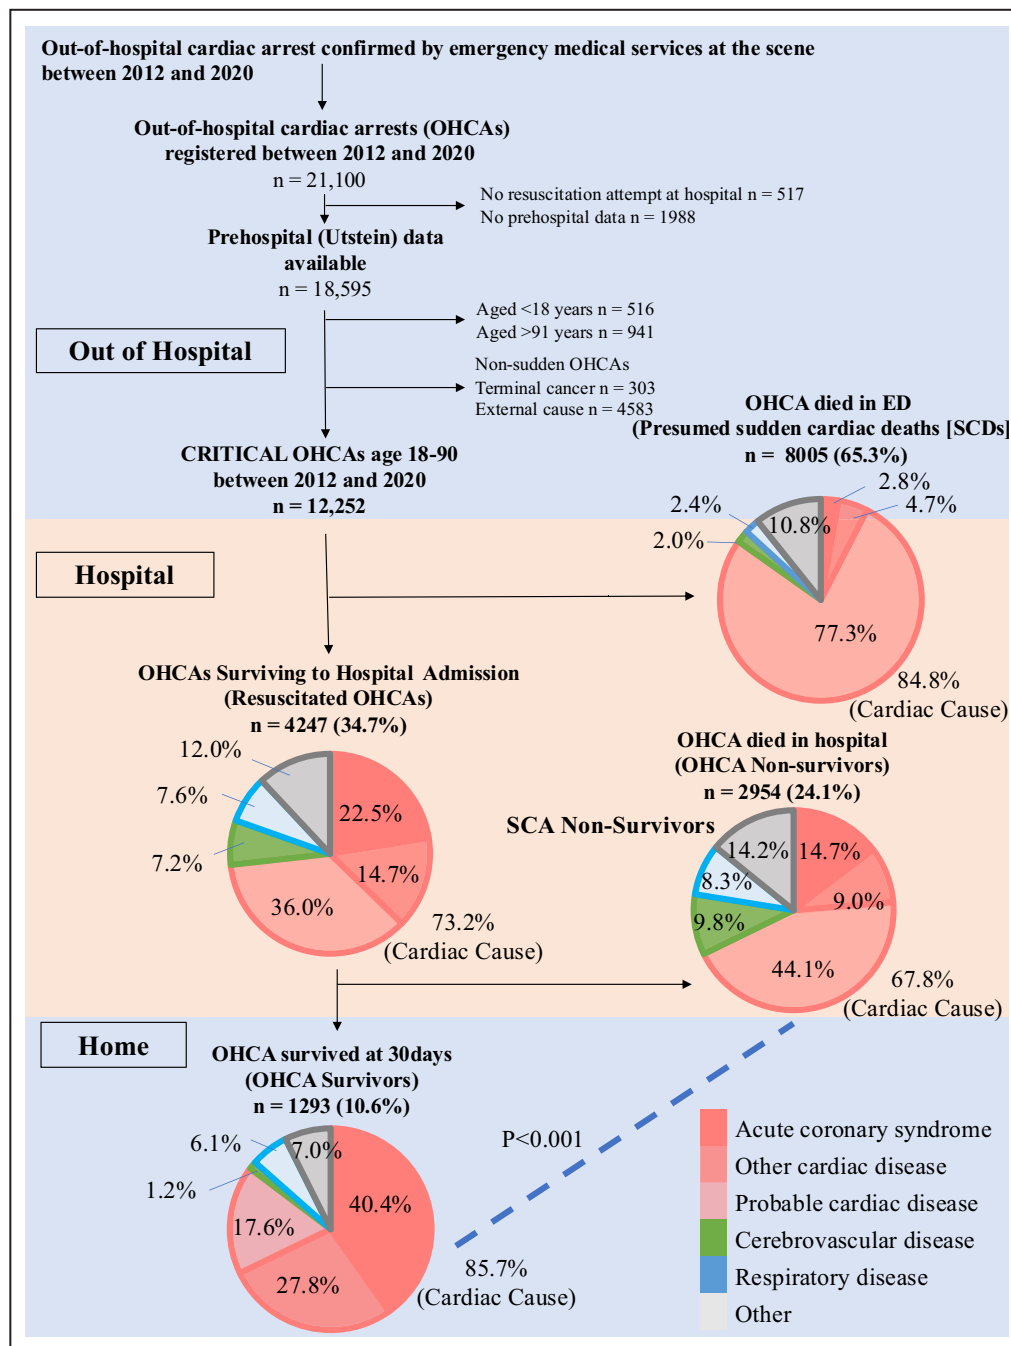 Out-of-hospital cardiac arrest confirmed by emergency medical services at the scene
between 2012 and 2020
Out-of-hospital cardiac arrests (OHCAs)
registered between 2012 and 2020
n = 21,100
No resuscitation attempt at hospital n = 517
No prehospital data n = 1988
Prehospital (Utstein) data
available
n = 18,595
Aged <18 years n = 516
Aged >91 years n = 941
Out of Hospital
Non-sudden OHCAs
Terminal cancer n = 303
External cause n = 4583
CRITICAL OHCAs age 18-90
between 2012 and 2020
n = 12,252
OHCA died in ED
(Presumed sudden cardiac deaths [SCDs]
n = 8005 (65.3%)
2.8%
4.7%
2.4%
10.8%
2.0%
77.3%
84.8%
(Cardiac Cause)
Hospital
OHCAs Surviving to Hospital Admission
(Resuscitated OHCAs)
n = 4247 (34.7%)
12.0%
7.6%
22.5%
7.2%
14.7%
36.0%
73.2%
(Cardiac Cause)
OHCA died in hospital
(OHCA Non-survivors)
n = 2954 (24.1%)
SCA Non-Survivors
14.2%
14.7%
8.3%
9.0%
9.8%
44.1%
67.8%
(Cardiac Cause)
Home
OHCA survived at 30days
(OHCA Survivors)
n = 1293 (10.6%)
6.1%
7.0%
1.2%
40.4%
17.6%
27.8%
85.7%
(Cardiac Cause)
P<0.001
Acute coronary syndrome
Other cardiac disease
Probable cardiac disease
Cerebrovascular disease
Respiratory disease
Other